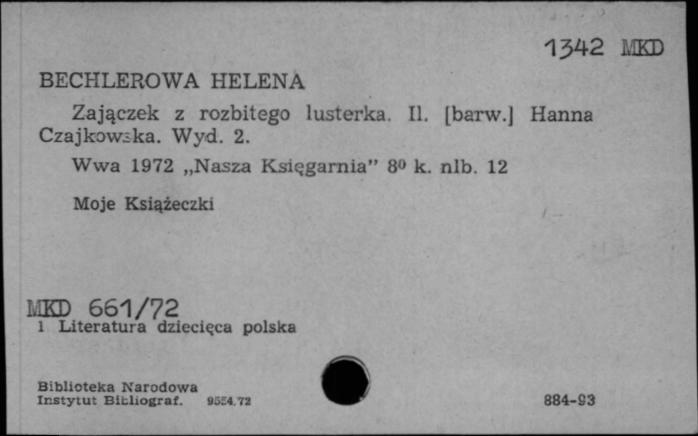 1342 MKD
BECHLEROWA HELENA
Zajączek z rozbitego lusterka. Il. [barw.] Hanna
Czajkowska. Wyd. 2.
Wwa 1972 „Nasza Księgarnia” 8⁰ k. nlb. 12
Moje Książeczki
MKD 661/72
1 Literatura dziecięca polska
Biblioteka Narodowa
Instytut Bibliograf. 9554.72
884-93